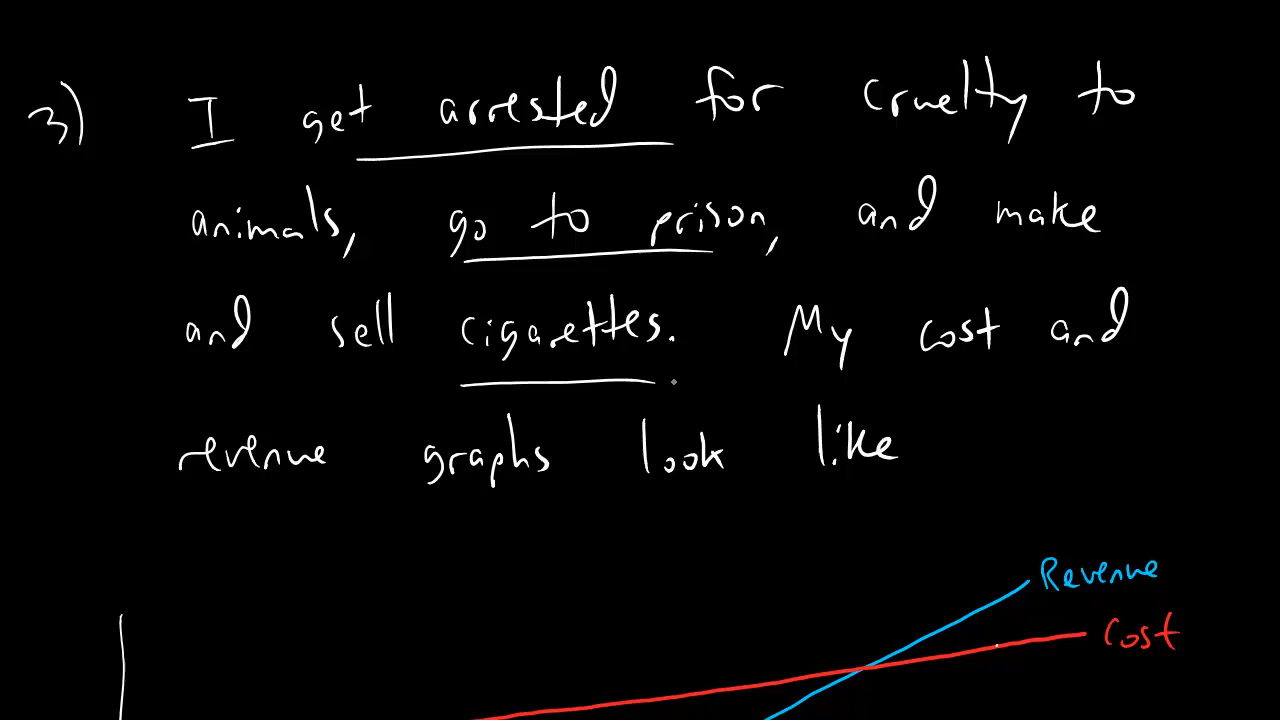 3) I get arrested for cruelty to
animals, go to prison, and make
and sell cigarettes. My cost and
revenue graphs look like
Revenue
Cost